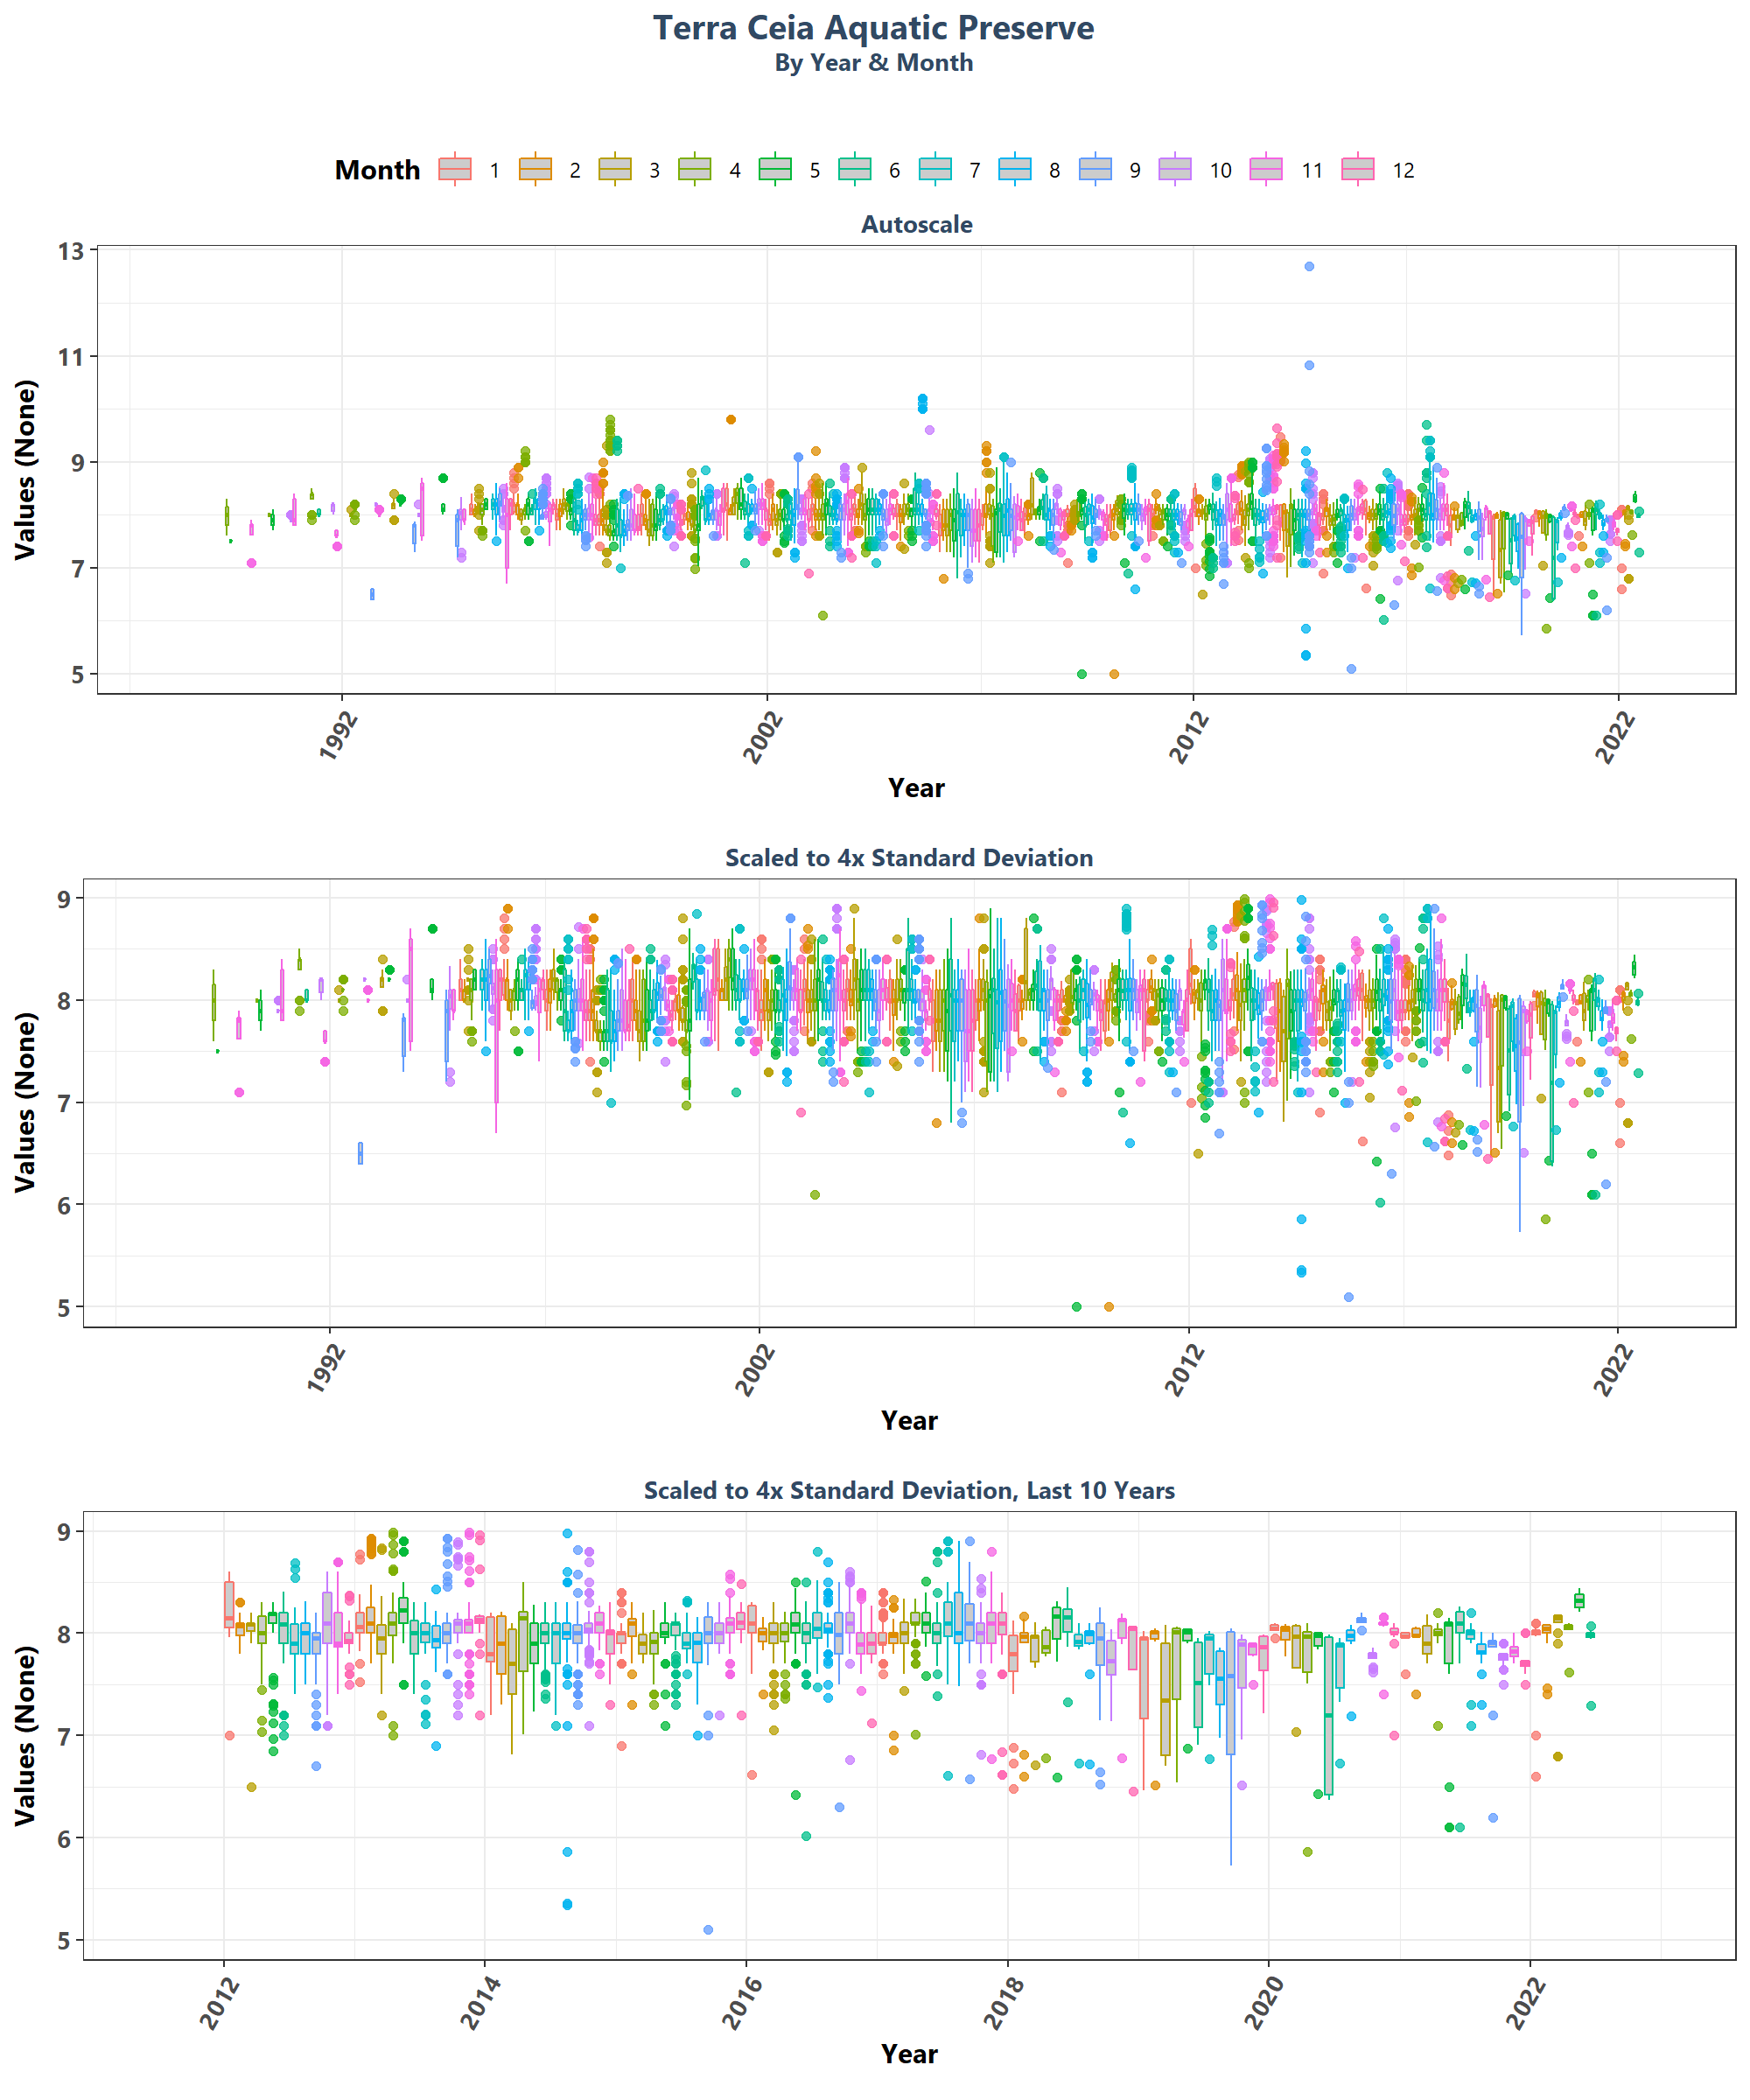 Terra Ceia Aquatic Preserve
By Year & Month
Month 1 2 3 4 5 6 7 8 9 10 11 12
Autoscale
Values (None)
13
11
9
7
5
1992 2002 2012 2022
Year
Scaled to 4x Standard Deviation
Values (None)
9
8
7
6
5
1992 2002 2012 2022
Year
Scaled to 4x Standard Deviation, Last 10 Years
Values (None)
9
8
7
6
5
2012 2014 2016 2018 2020 2022
Year